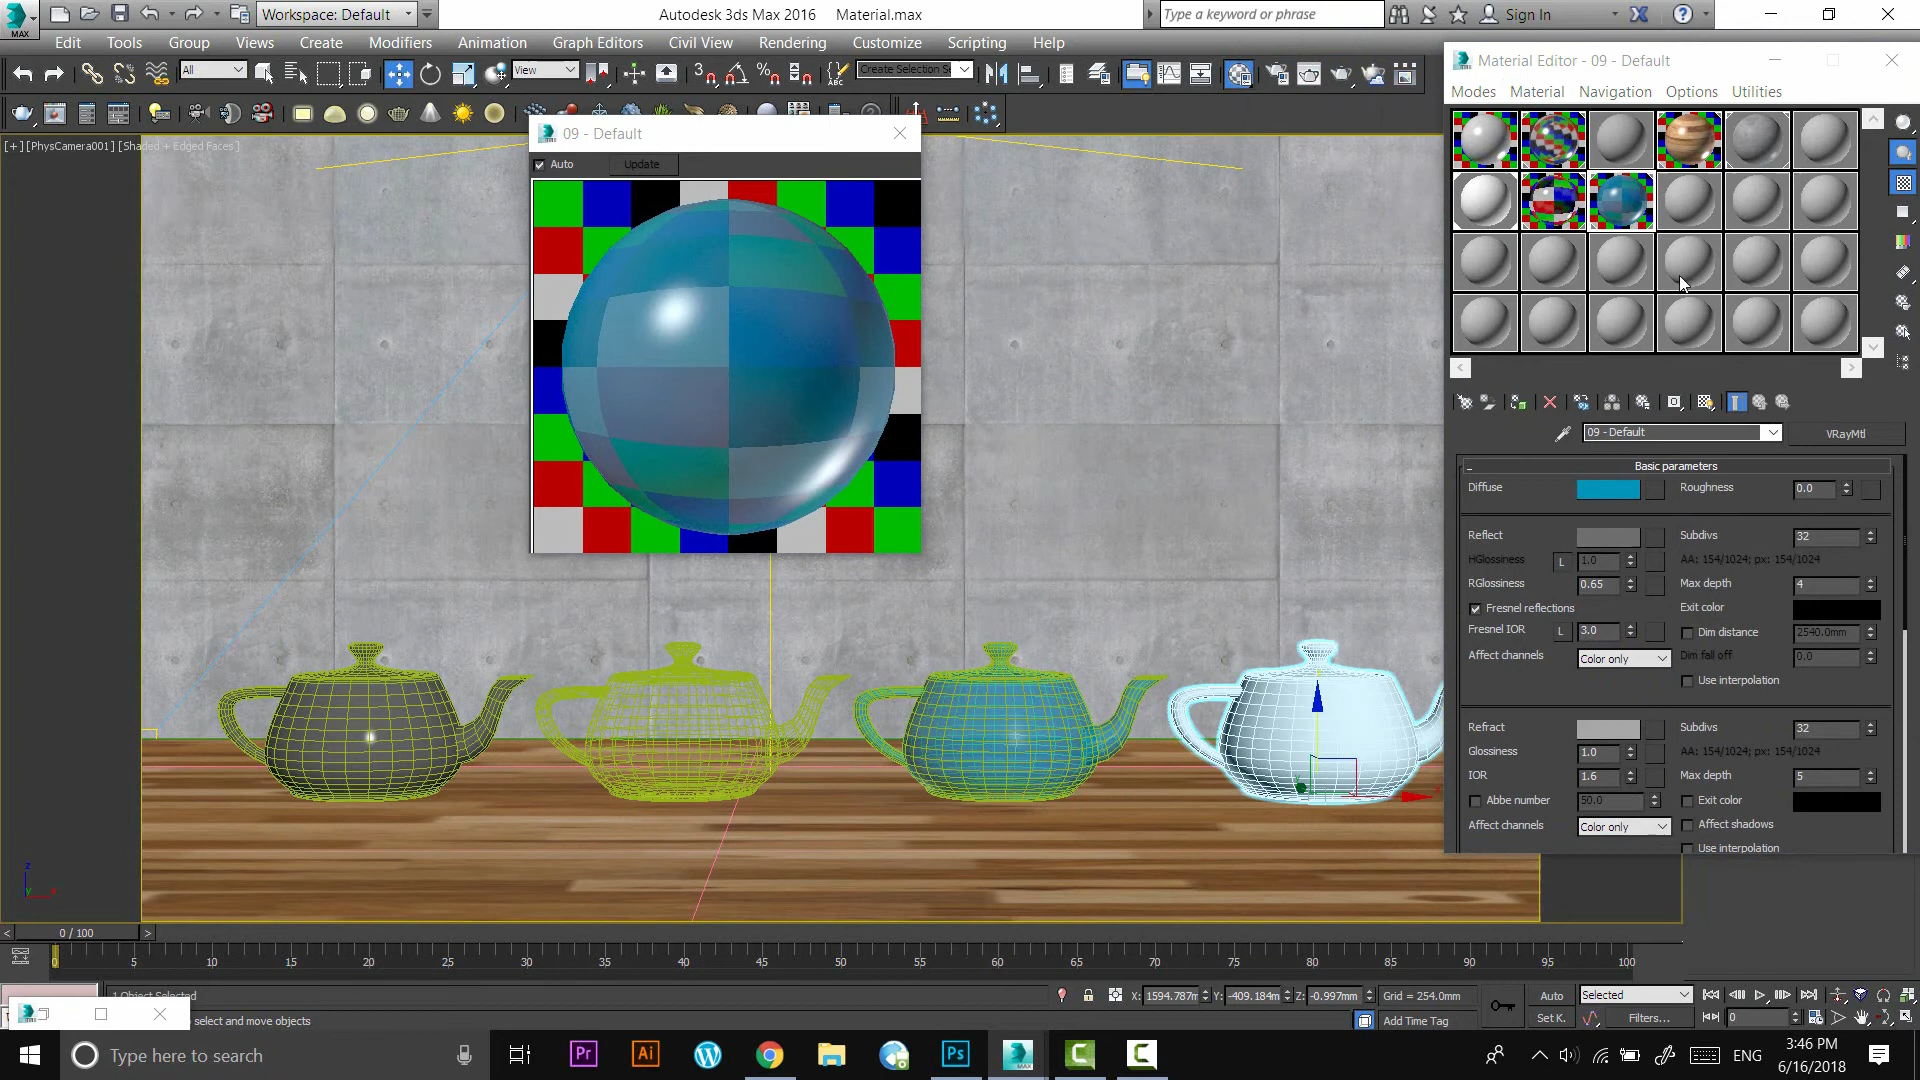 MAX
Workspace: Default
Autodesk 3ds Max 2016 Material.max
Type a keyword or phrase
Sign In
Edit Tools Group Views Create Modifiers Animation Graph Editors Civil View Rendering Customize Scripting Help
All
View
3
Create Selection S
Material Editor - 09 - Default
Modes Material Navigation Options Utilities
[+] [PhysCamera001] [Shaded + Edged Faces]
09 - Default
Auto Update
09 - Default
VRayMtl
Basic parameters
Diffuse Roughness 0.0
Reflect Subdivs 32
HGlossiness L 1.0 AA: 154/1024; px: 154/1024
RGlossiness 0.65 Max depth 4
Fresnel reflections Exit color
Fresnel IOR L 3.0 Dim distance 2540.0mm
Affect channels Color only Dim fall off 0.0
Use interpolation
Refract Subdivs 32
Glossiness 1.0 AA: 154/1024; px: 154/1024
IOR 1.6 Max depth 5
Abbe number 50.0 Exit color
Affect channels Color only Affect shadows
Use interpolation
z
y
x
0 / 100
0 5 10 15 20 25 30 35 40 45 50 55 60 65 70 75 80 85 90 95 100
1 Object Selected
X: 1594.787m Y: -409.184m Z: -0.997mm Grid = 254.0mm
Auto Selected
select and move objects
Add Time Tag
Set K. Filters... 0
Type here to search
Pr Ai Ps MAX
ENG
3:46 PM
6/16/2018